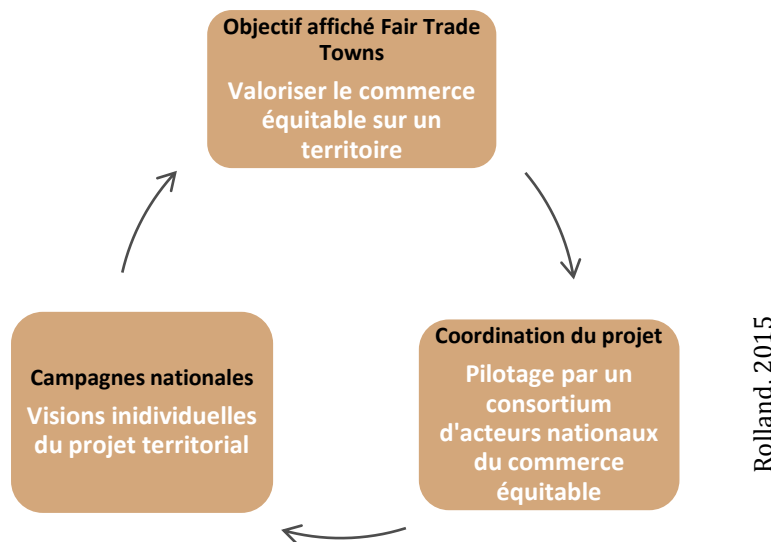 Objectif affiché Fair Trade
Towns
Valoriser le commerce
équitable sur un
territoire
Coordination du projet
Pilotage par un
consortium
d'acteurs nationaux
du commerce
équitable
Campagnes nationales
Visions inidividuelles
du projet territorial
Rolland, 2015